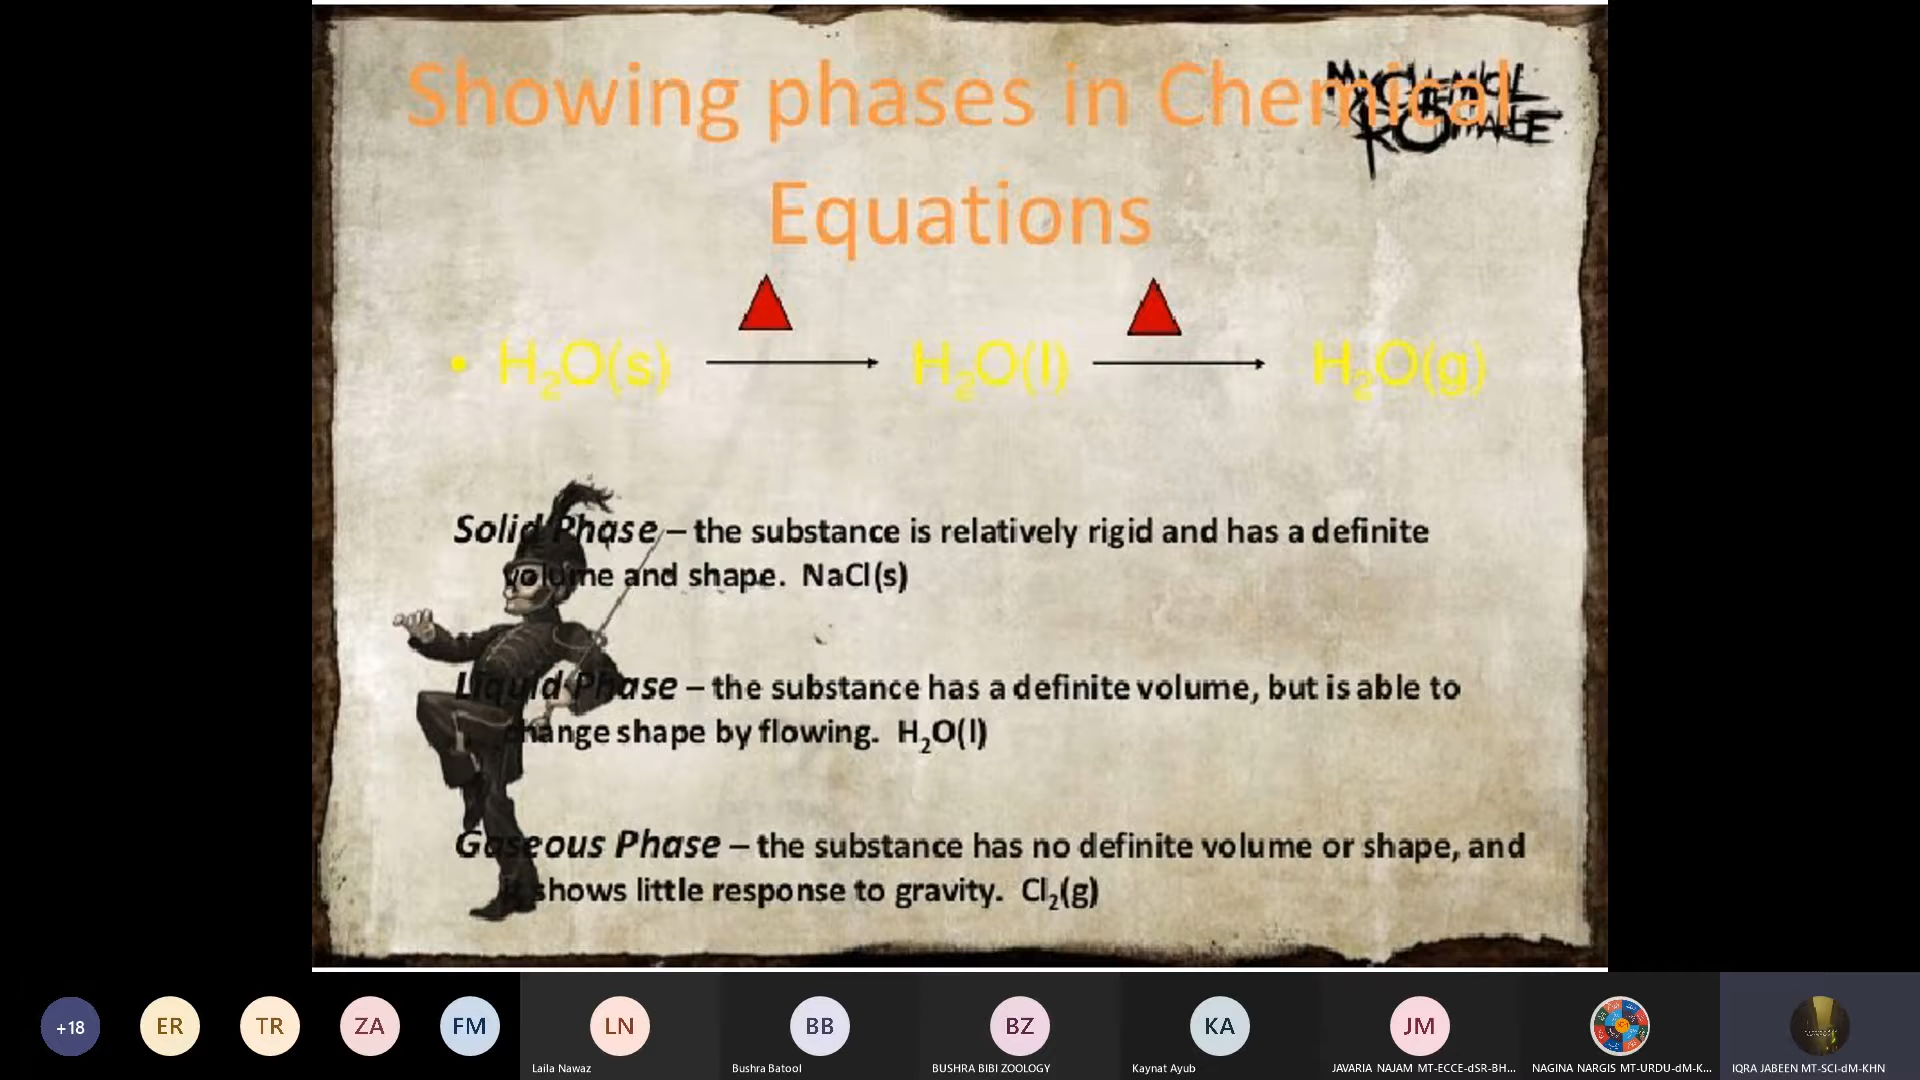 Showing phases in Chemical
MY CHEMICAL
ROMANCE
Equations
• H₂O(s) → H₂O(l) → H₂O(g)
Solid Phase – the substance is relatively rigid and has a definite
volume and shape. NaCl(s)
Liquid Phase – the substance has a definite volume, but is able to
change shape by flowing. H₂O(l)
Gaseous Phase – the substance has no definite volume or shape, and
it shows little response to gravity. Cl₂(g)
+18 ER TR ZA FM LN BB BZ KA JM
Laila Nawaz Bushra Batool BUSHRA BIBI ZOOLOGY Kaynat Ayub JAVARIA NAJAM MT-ECCE-dSR-BH... NAGINA NARGIS MT-URDU-dM-K... IQRA JABEEN MT-SCI-dM-KHN